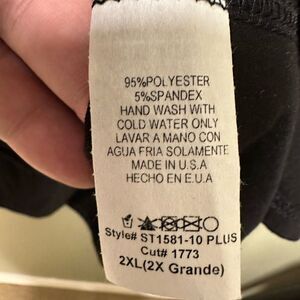 95%POLYESTER
5%SPANDEX
HAND WASH WITH
COLD WATER ONLY
LAVAR A MANO CON
AGUA FRIA SOLAMENTE
MADE IN U.S.A
HECHO EN E.U.A
Style# ST1581-10 PLUS
Cut# 1773
2XL(2X Grande)